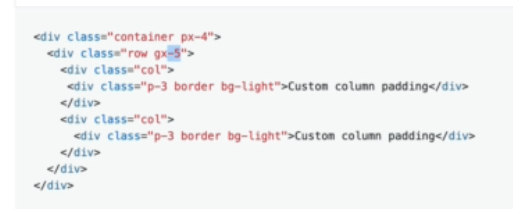 <div class="container px-4">
<div class="row gx-5">
<div class="col">
<div class="p-3 border bg-light">Custom column padding</div>
</div>
<div class="col">
<div class="p-3 border bg-light">Custom column padding</div>
</div>
</div>
</div>